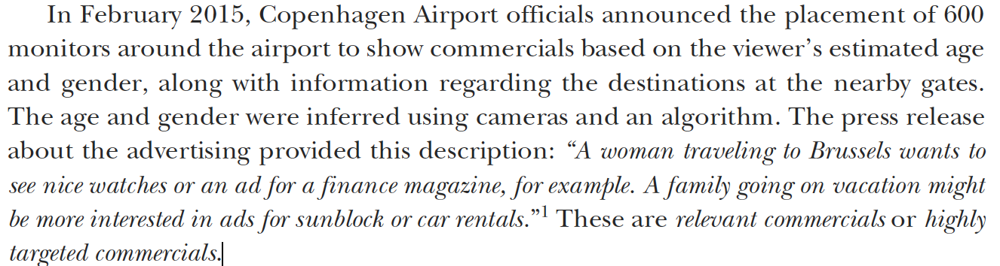 In February 2015, Copenhagen Airport officials announced the placement of 600
monitors around the airport to show commercials based on the viewer’s estimated age
and gender, along with information regarding the destinations at the nearby gates.
The age and gender were inferred using cameras and an algorithm. The press release
about the advertising provided this description: “A woman traveling to Brussels wants to
see nice watches or an ad for a finance magazine, for example. A family going on vacation might
be more interested in ads for sunblock or car rentals.”1 These are relevant commercials or highly
targeted commercials.